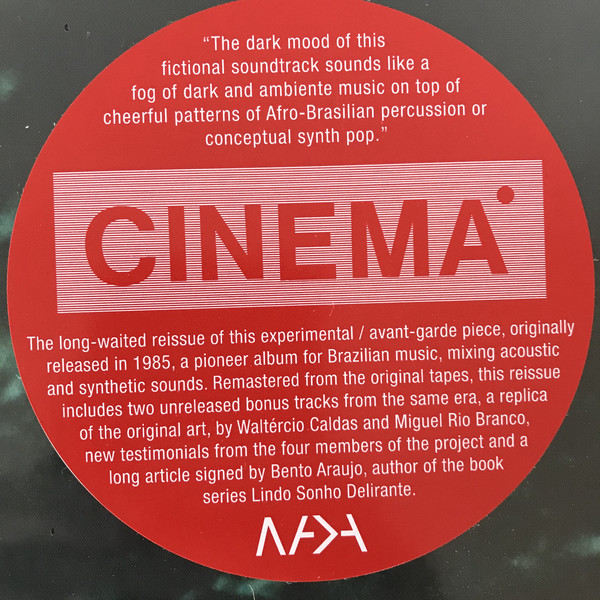 “The dark mood of this
fictional soundtrack sounds like a
fog of dark and ambiente music on top of
cheerful patterns of Afro-Brasilian percussion or
conceptual synth pop.”
CINEMA
The long-waited reissue of this experimental / avant-garde piece, originally
released in 1985, a pioneer album for Brazilian music, mixing acoustic
and synthetic sounds. Remastered from the original tapes, this reissue
includes two unreleased bonus tracks from the same era, a replica
of the original art, by Waltércio Caldas and Miguel Rio Branco,
new testimonials from the four members of the project and a
long article signed by Bento Araujo, author of the book
series Lindo Sonho Delirante.
NADA